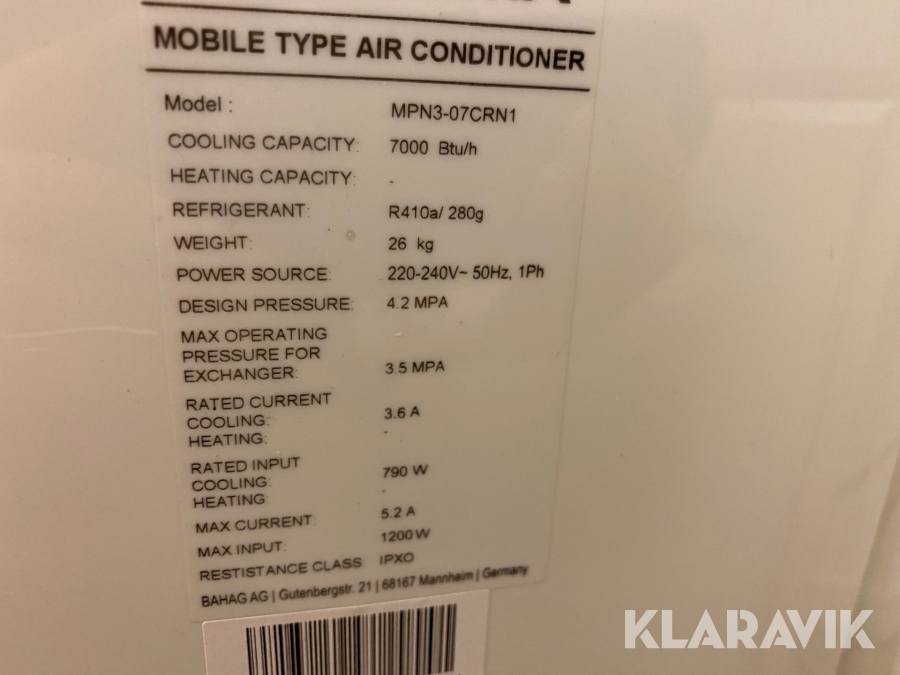 MOBILE TYPE AIR CONDITIONER
Model : MPN3-07CRN1
COOLING CAPACITY: 7000 Btu/h
HEATING CAPACITY: -
REFRIGERANT: R410a/ 280g
WEIGHT: 26 kg
POWER SOURCE: 220-240V~ 50Hz, 1Ph
DESIGN PRESSURE: 4.2 MPA
MAX OPERATING
PRESSURE FOR
EXCHANGER: 3.5 MPA
RATED CURRENT
COOLING: 3.6 A
HEATING: -
RATED INPUT
COOLING: 790 W
HEATING: -
MAX CURRENT: 5.2 A
MAX INPUT: 1200W
RESTISTANCE CLASS IPXO
BAHAG AG | Gutenbergstr. 21 | 68167 Mannheim | Germany
KLARAVIK